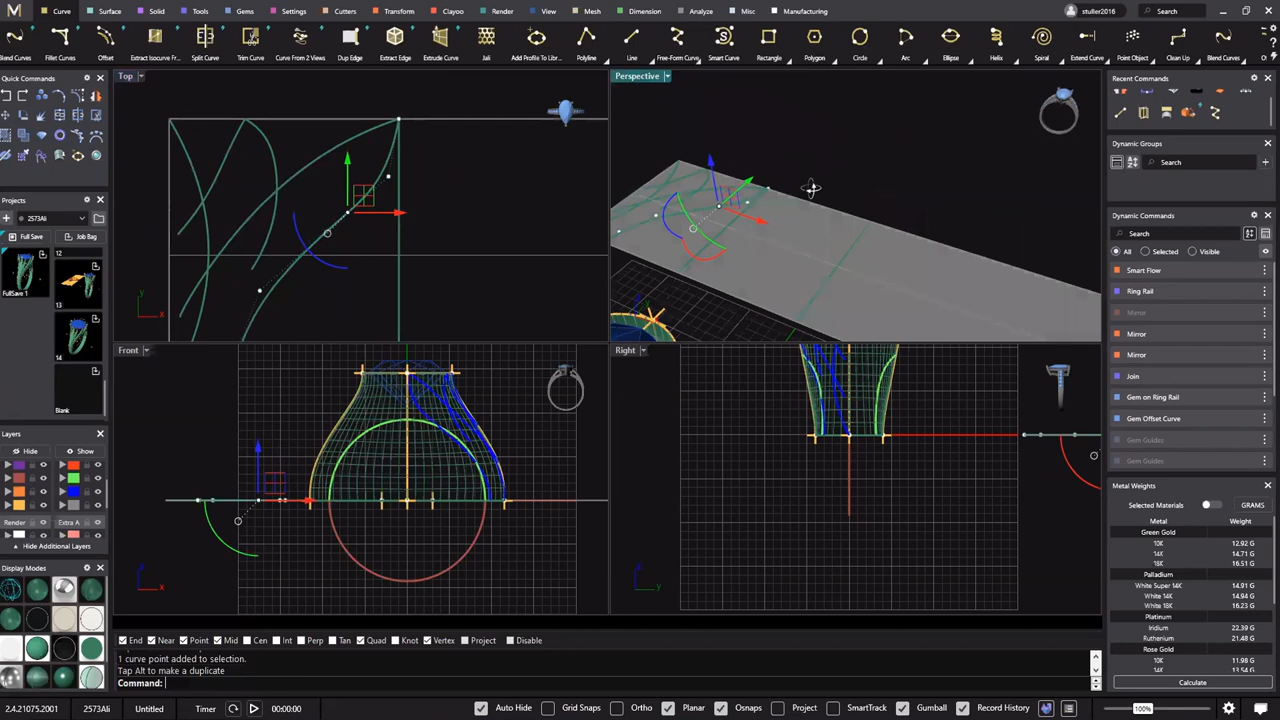 Curve Surface Solid Tools Gems Settings Cutters Transform Clayoo Render View Mesh Dimension Analyze Misc Manufacturing stuller2016 Search
Blend Curves Fillet Curves Offset Extract Isocurve Fr... Split Curve Trim Curve Curve From 2 Views Dup Edge Extract Edge Extrude Curve Jali Add Profile To Libr... Polyline Line Free-Form Curve Smart Curve Rectangle Polygon Circle Arc Ellipse Helix Spiral Extend Curve Point Object Clean Up Blend Curves
Quick Commands
Projects
2573Ai
Full Save Job Bag
FullSave 1
12
13
14
Blank
Layers
Hide Show
Render Extra A
Hide Additional Layers
Display Modes
Top
x
y
Perspective
y
Front
x
z
Right
y
z
End Near Point Mid Cen Int Perp Tan Quad Knot Vertex Project Disable
1 curve point added to selection.
Tap Alt to make a duplicate
Command:
2.4.21075.2001 2573Ai Untitled Timer 00:00:00 Auto Hide Grid Snaps Ortho Planar Osnaps Project SmartTrack Gumball Record History 100%
Recent Commands
Dynamic Groups
Search
Dynamic Commands
Search
All Selected Visible
Smart Flow
Ring Rail
Mirror
Mirror
Mirror
Join
Gem on Ring Rail
Gem Offset Curve
Gem Guides
Gem Guides
Metal Weights
Selected Materials GRAMS
Metal Weight
Green Gold
10K 12.92 G
14K 14.71 G
18K 16.51 G
Palladium
White Super 14K 14.91 G
White 14K 14.94 G
White 18K 16.23 G
Platinum
Iridium 22.39 G
Ruthenium 21.48 G
Rose Gold
10K 11.98 G
14K 13.54 G
Calculate